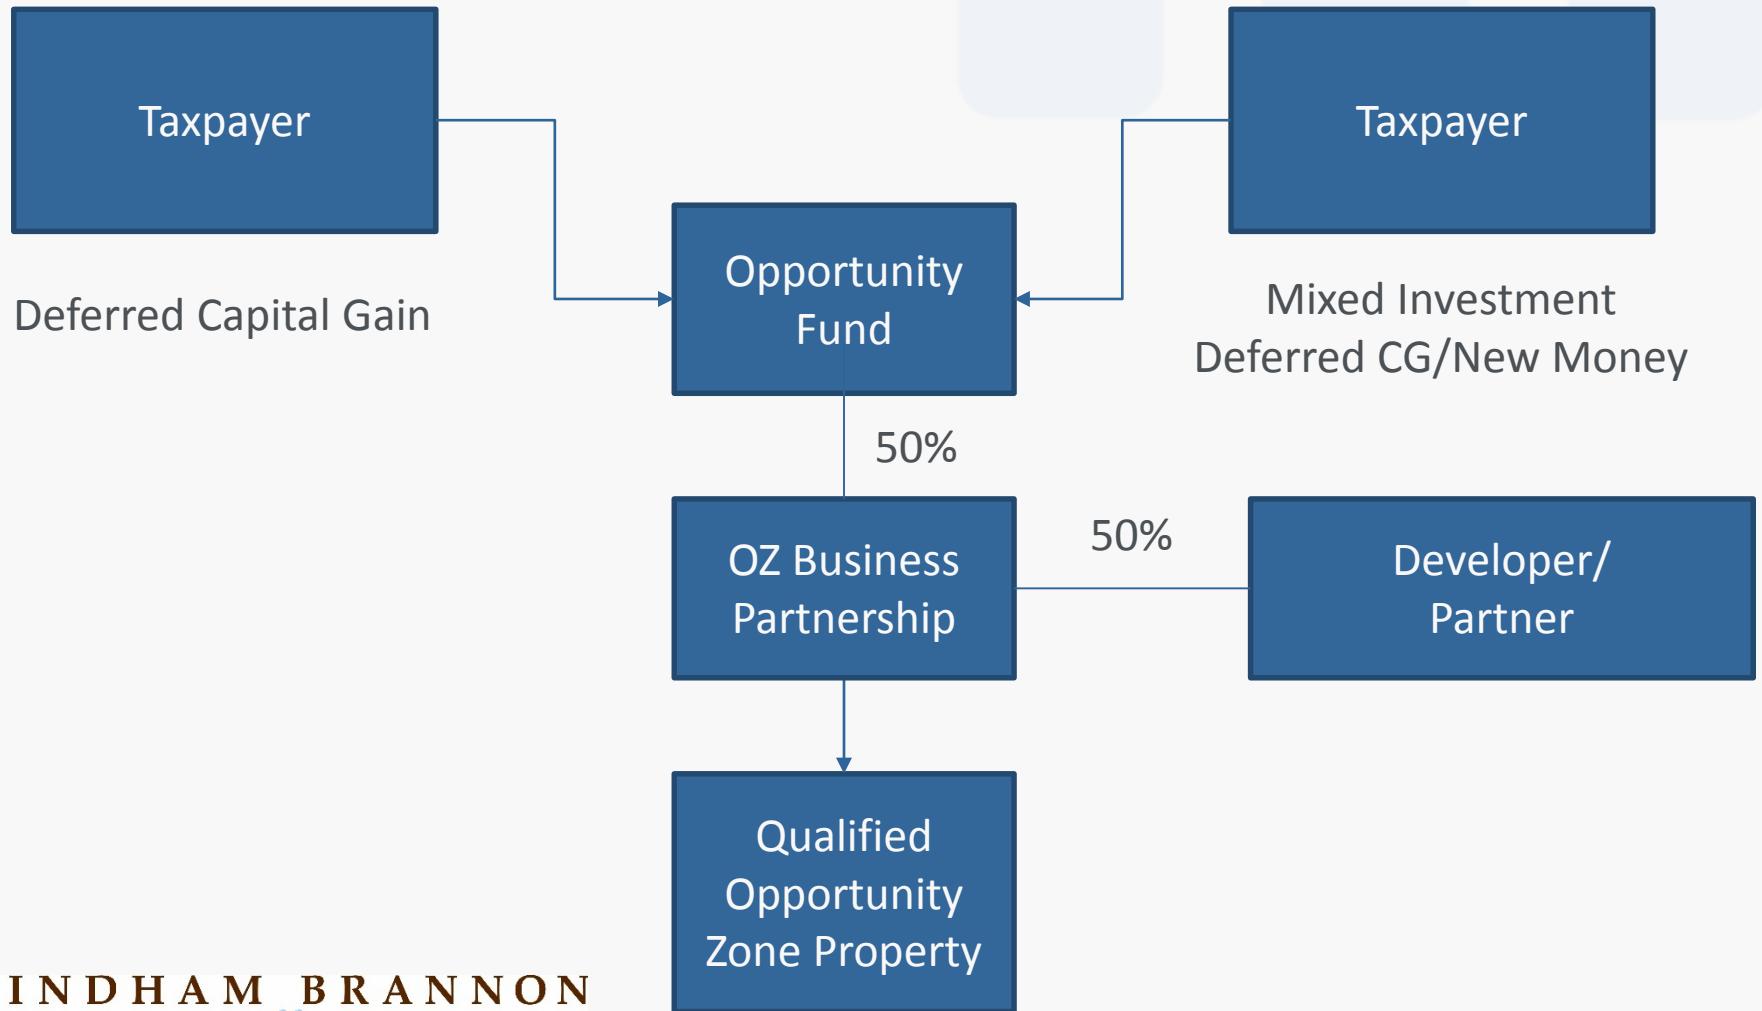 Taxpayer
Taxpayer
Opportunity
Fund
Deferred Capital Gain
Mixed Investment
Deferred CG/New Money
50%
OZ Business
Partnership
50%
Developer/
Partner
Qualified
Opportunity
Zone Property
INDHAM BRANNON